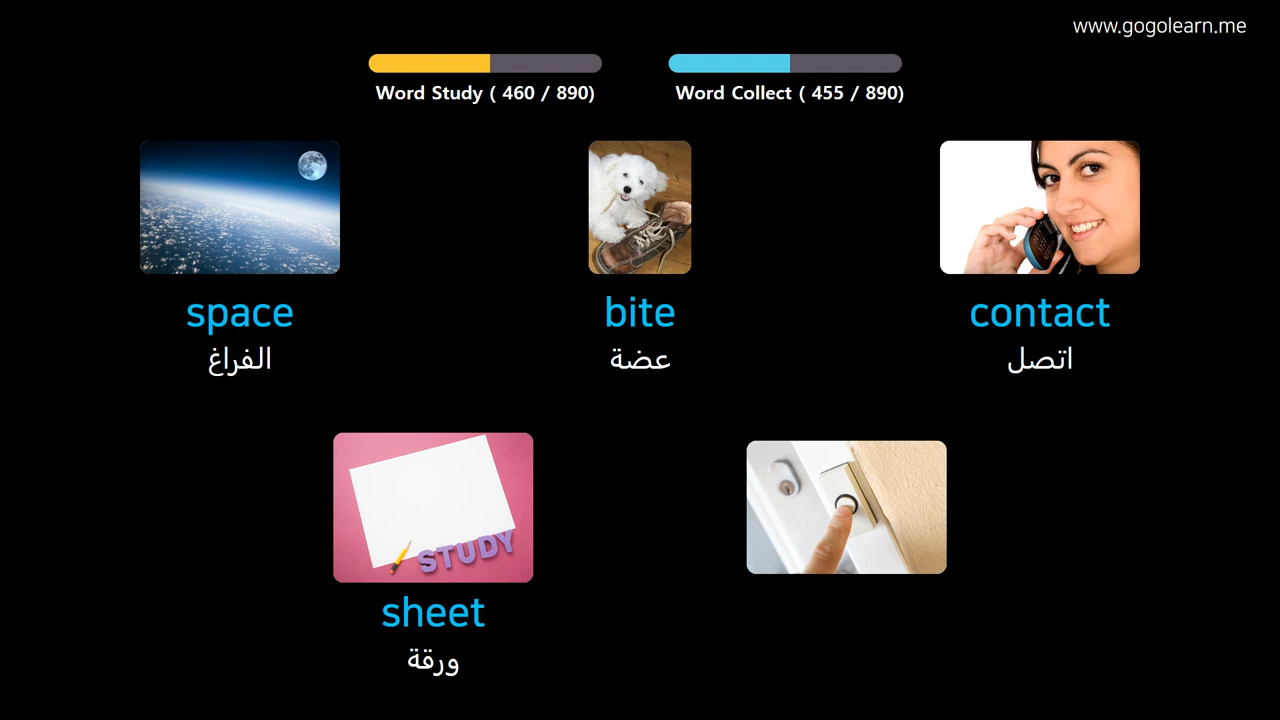 www.gogolearn.me
Word Study ( 460 / 890)
Word Collect ( 455 / 890)
space
الفراغ
bite
عضة
contact
اتصل
STUDY
sheet
ورقة